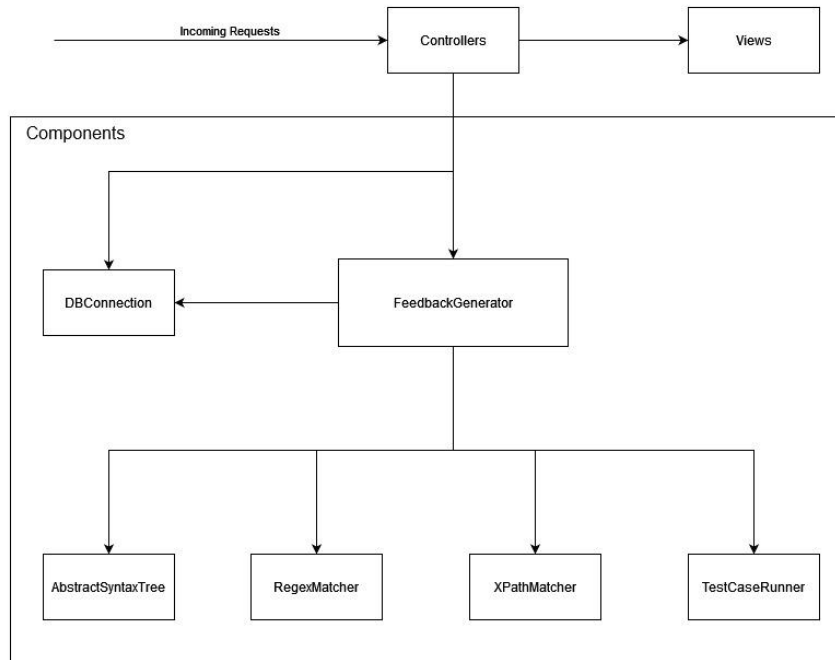 Incoming Requests
Controllers
Views
Components
DBConnection
FeedbackGenerator
AbstractSyntaxTree
RegexMatcher
XPathMatcher
TestCaseRunner